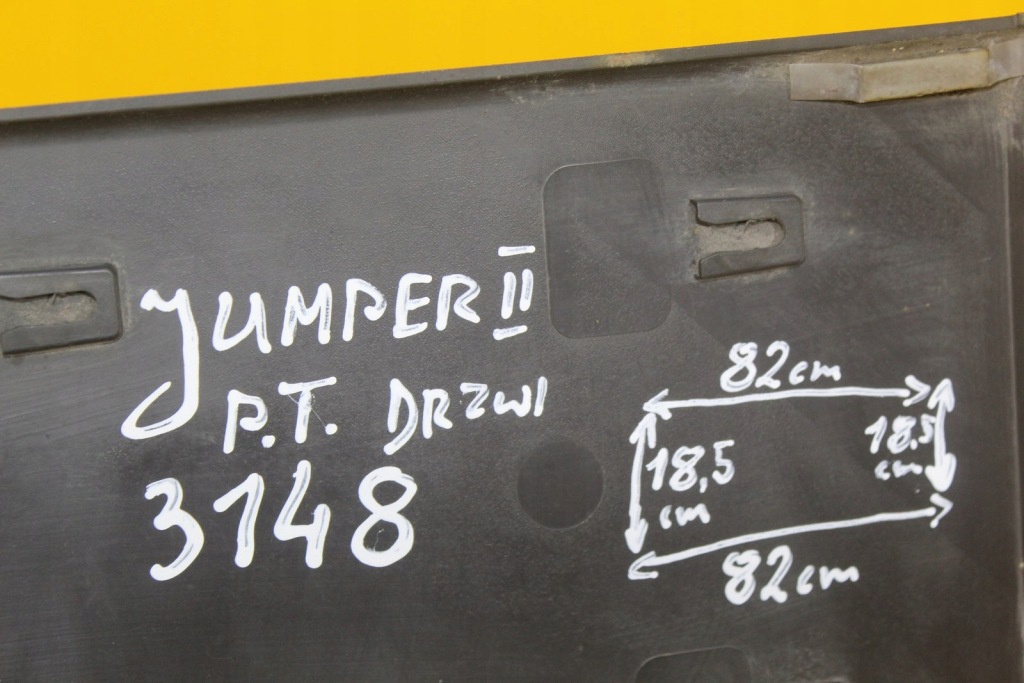 JUMPER II
P.T. DRZWI
3148
82cm
18,5
cm
18.5
cm
82cm